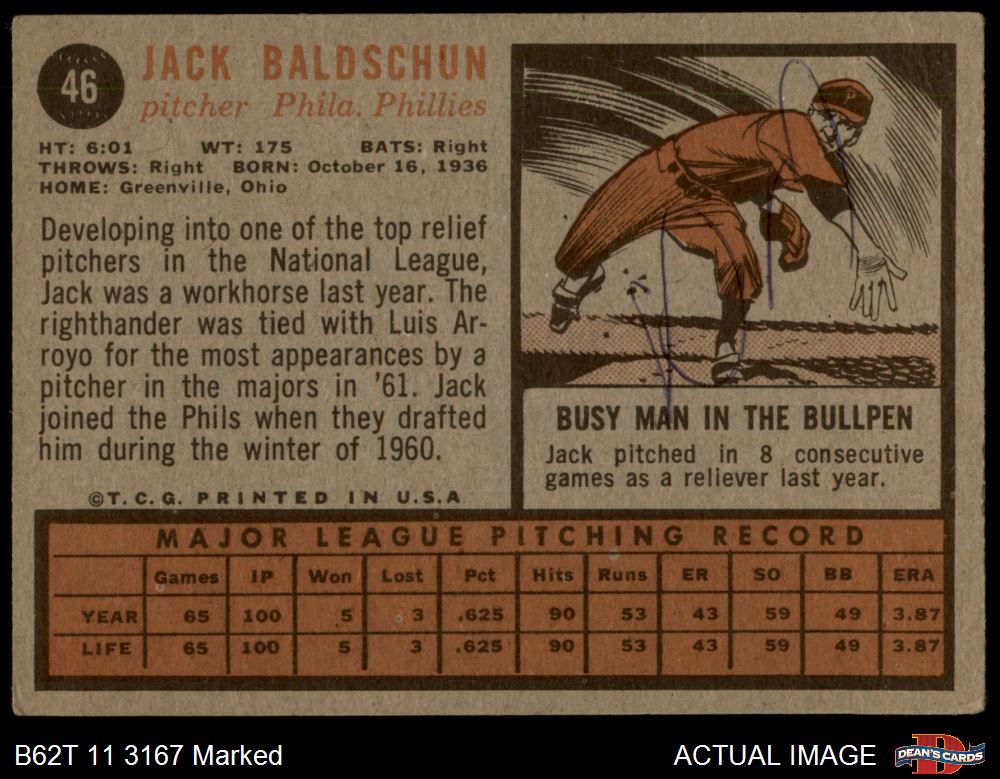 46
JACK BALDSCHUN
pitcher Phila. Phillies
HT: 6:01 WT: 175 BATS: Right
THROWS: Right BORN: October 16, 1936
HOME: Greenville, Ohio
Developing into one of the top relief
pitchers in the National League,
Jack was a workhorse last year. The
righthander was tied with Luis Ar-
royo for the most appearances by a
pitcher in the majors in '61. Jack
joined the Phils when they drafted
him during the winter of 1960.
©T.C.G. PRINTED IN U.S.A
P
BUSY MAN IN THE BULLPEN
Jack pitched in 8 consecutive
games as a reliever last year.
MAJOR LEAGUE PITCHING RECORD
Games IP Won Lost Pct Hits Runs ER SO BB ERA
YEAR 65 100 5 3 .625 90 53 43 59 49 3.87
LIFE 65 100 5 3 .625 90 53 43 59 49 3.87
B62T 11 3167 Marked
ACTUAL IMAGE
DEAN'S CARDS